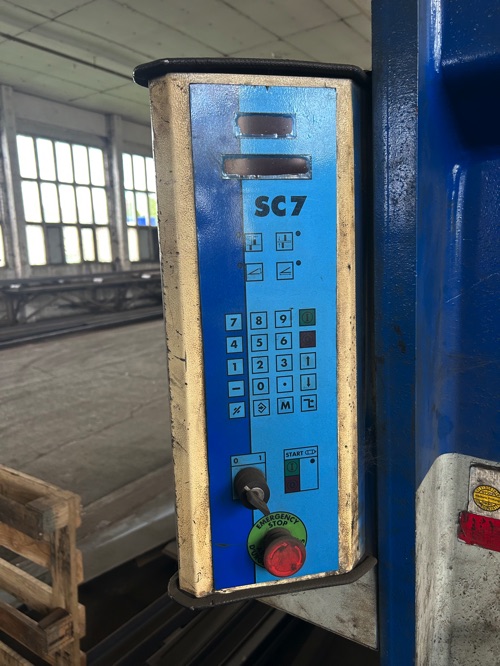 SC7
7 8 9
4 5 6
1 2 3
- 0 .
M
0 1
START
EMERGENCY
STOP